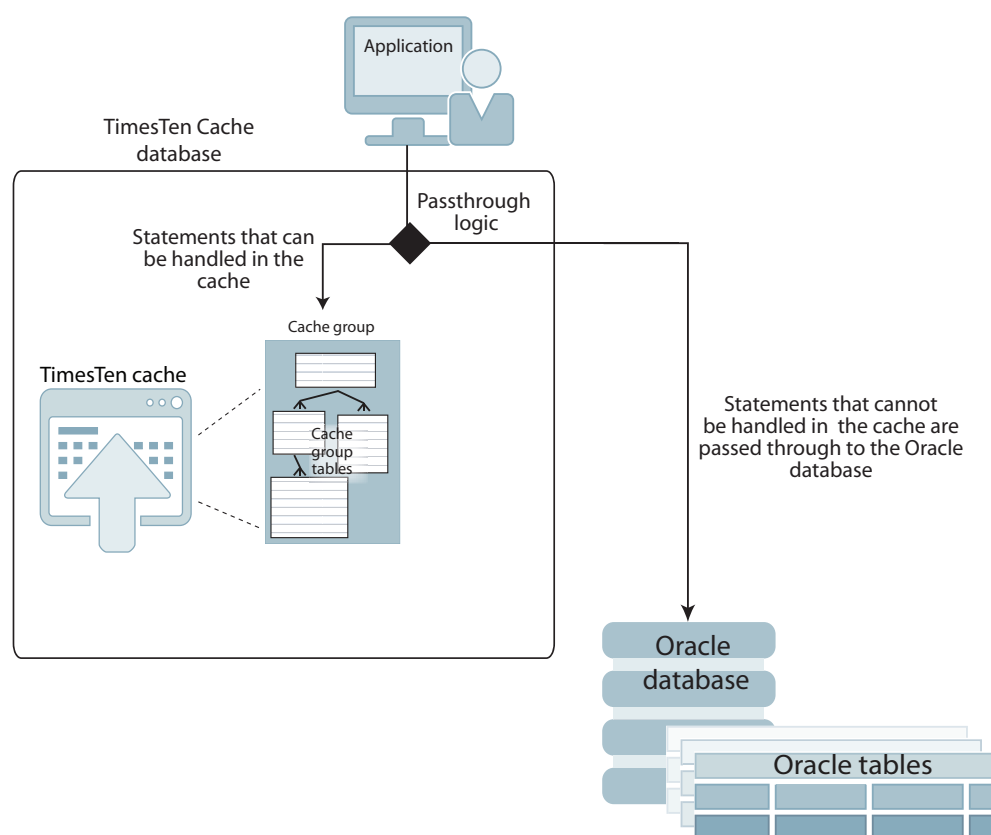 Application
TimesTen Cache
database
Passthrough
logic
Statements that can
be handled in the
cache
Cache group
TimesTen cache
Cache
group
tables
Statements that cannot
be handled in the cache are
passed through to the Oracle
database
Oracle
database
Oracle tables